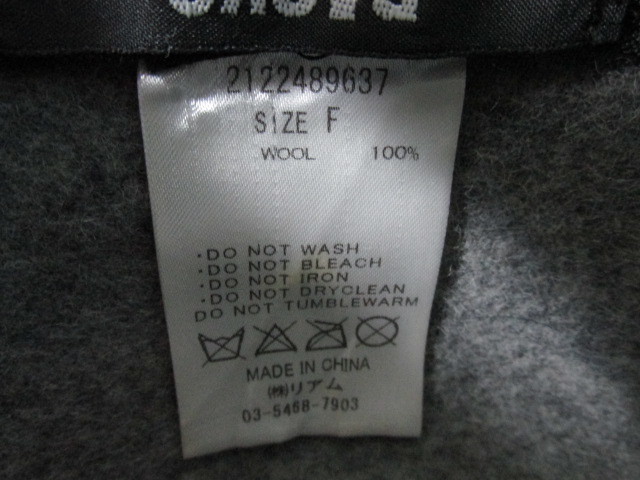 2122489637
SIZE F
WOOL 100%
·DO NOT WASH
·DO NOT BLEACH
·DO NOT IRON
·DO NOT DRYCLEAN
DO NOT TUMBLEWARM
MADE IN CHINA
㈱リアム
03-5468-7903